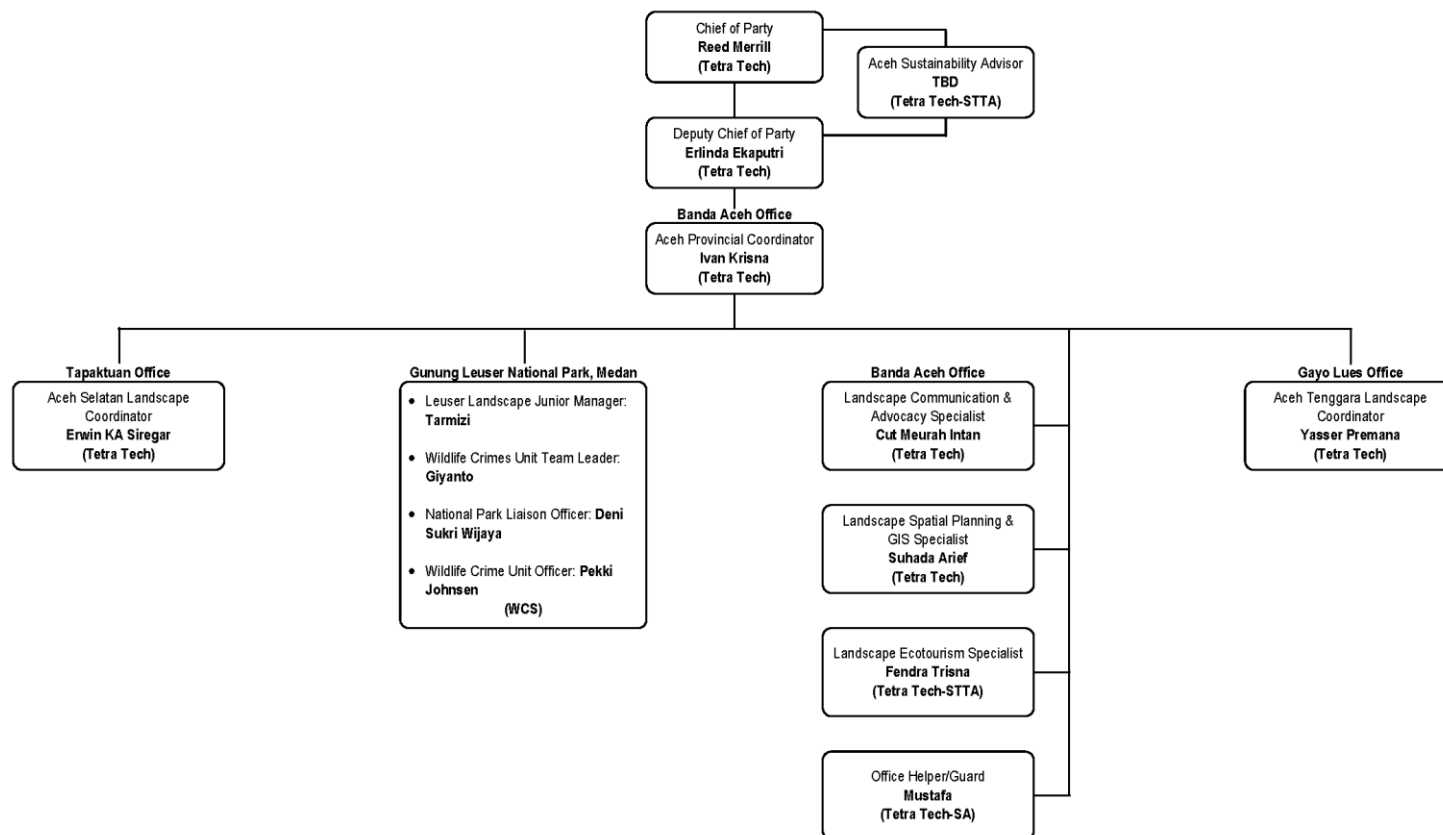 Chief of Party
Reed Merrill
(Tetra Tech)
Aceh Sustainability Advisor
TBD
(Tetra Tech-STTA)
Deputy Chief of Party
Erlinda Ekaputri
(Tetra Tech)
Banda Aceh Office
Aceh Provincial Coordinator
Ivan Krisna
(Tetra Tech)
Tapaktuan Office
Aceh Selatan Landscape
Coordinator
Erwin KA Siregar
(Tetra Tech)
Gunung Leuser National Park, Medan
• Leuser Landscape Junior Manager:
Tarmizi
• Wildlife Crimes Unit Team Leader:
Giyanto
• National Park Liaison Officer: Deni
Sukri Wijaya
• Wildlife Crime Unit Officer: Pekki
Johnsen
(WCS)
Banda Aceh Office
Landscape Communication &
Advocacy Specialist
Cut Meurah Intan
(Tetra Tech)
Landscape Spatial Planning &
GIS Specialist
Suhada Arief
(Tetra Tech)
Landscape Ecotourism Specialist
Fendra Trisna
(Tetra Tech-STTA)
Office Helper/Guard
Mustafa
(Tetra Tech-SA)
Gayo Lues Office
Aceh Tenggara Landscape
Coordinator
Yasser Premana
(Tetra Tech)